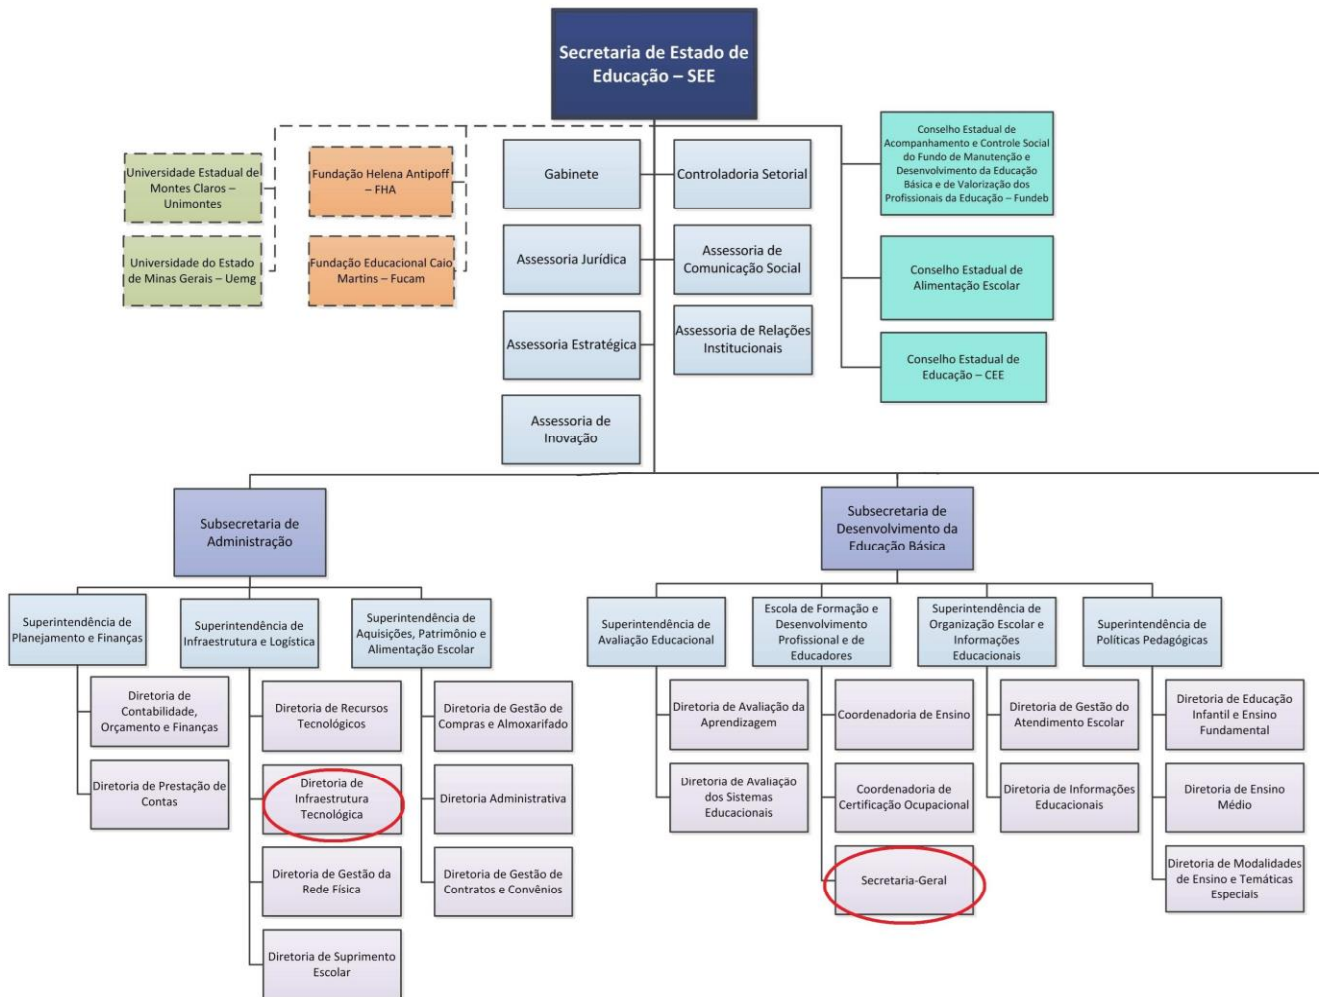 Secretaria de Estado de
Educação – SEE
Universidade Estadual de
Montes Claros –
Unimontes
Fundação Helena Antipoff
– FHA
Gabinete
Controladoria Setorial
Conselho Estadual de
Acompanhamento e Controle Social
do Fundo de Manutenção e
Desenvolvimento da Educação
Básica e de Valorização dos
Profissionais da Educação – Fundeb
Universidade do Estado
de Minas Gerais – Uemg
Fundação Educacional Caio
Martins – Fucam
Assessoria Jurídica
Assessoria de
Comunicação Social
Conselho Estadual de
Alimentação Escolar
Assessoria Estratégica
Assessoria de Relações
Institucionais
Conselho Estadual de
Educação – CEE
Assessoria de
Inovação
Subsecretaria de
Administração
Subsecretaria de
Desenvolvimento da
Educação Básica
Superintendência de
Planejamento e Finanças
Superintendência de
Infraestrutura e Logística
Superintendência de
Aquisições, Patrimônio e
Alimentação Escolar
Superintendência de
Avaliação Educacional
Escola de Formação e
Desenvolvimento
Profissional e de
Educadores
Superintendência de
Organização Escolar e
Informações
Educacionais
Superintendência de
Políticas Pedagógicas
Diretoria de
Contabilidade,
Orçamento e Finanças
Diretoria de Recursos
Tecnológicos
Diretoria de Gestão de
Compras e Almoxarifado
Diretoria de Avaliação da
Aprendizagem
Coordenadoria de Ensino
Diretoria de Gestão do
Atendimento Escolar
Diretoria de Educação
Infantil e Ensino
Fundamental
Diretoria de Prestação de
Contas
Diretoria de
Infraestrutura
Tecnológica
Diretoria Administrativa
Diretoria de Avaliação
dos Sistemas
Educacionais
Coordenadoria de
Certificação Ocupacional
Diretoria de Informações
Educacionais
Diretoria de Ensino
Médio
Diretoria de Gestão da
Rede Física
Diretoria de Gestão de
Contratos e Convênios
Secretaria-Geral
Diretoria de Modalidades
de Ensino e Temáticas
Especiais
Diretoria de Suprimento
Escolar